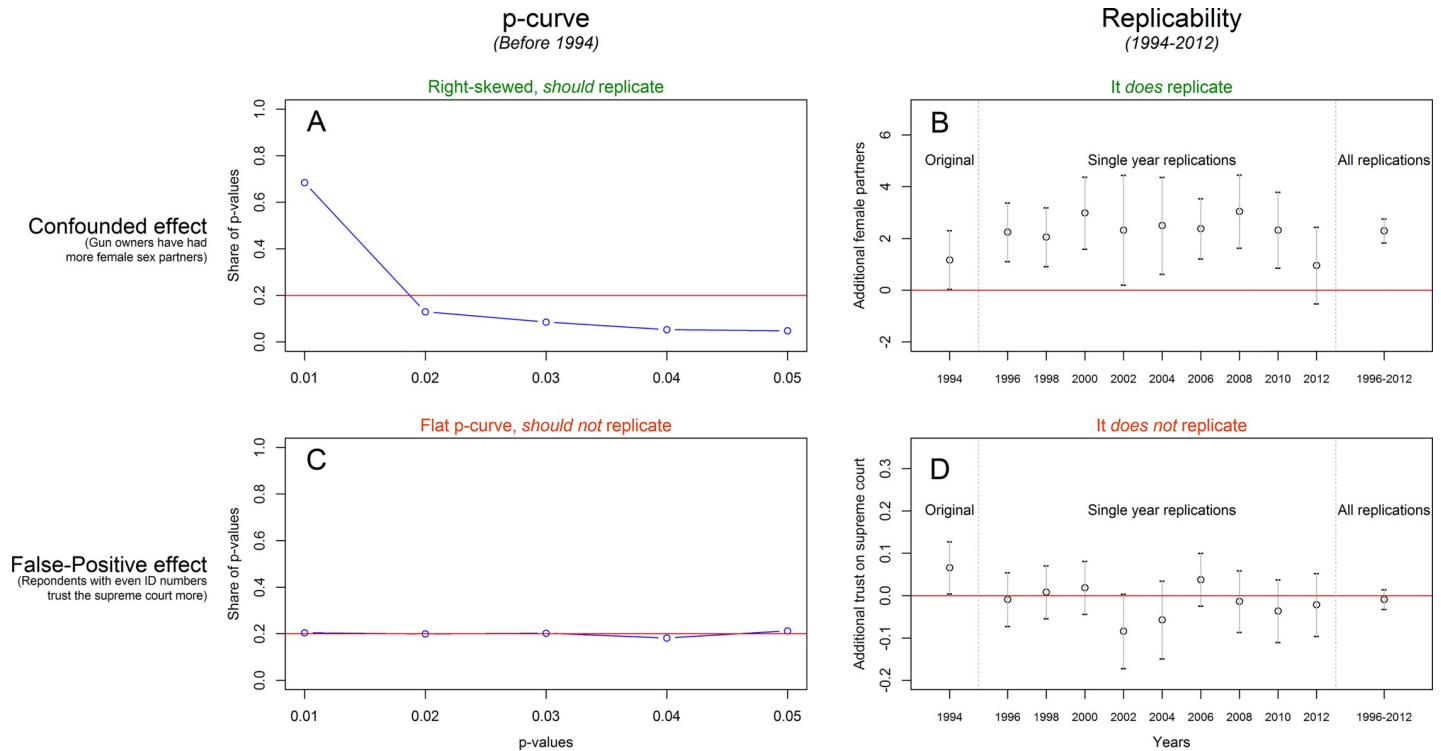 p-curve
(Before 1994)
Replicability
(1994-2012)
Right-skewed, should replicate
It does replicate
Confounded effect
(Gun owners have had
more female sex partners)
A
Share of p-values
1.0
0.8
0.6
0.4
0.2
0.0
0.01
0.02
0.03
0.04
0.05
B
Additional female partners
6
4
2
0
-2
Original
Single year replications
All replications
1994
1996
1998
2000
2002
2004
2006
2008
2010
2012
1996-2012
Flat p-curve, should not replicate
It does not replicate
False-Positive effect
(Repondents with even ID numbers
trust the supreme court more)
C
Share of p-values
1.0
0.8
0.6
0.4
0.2
0.0
0.01
0.02
0.03
0.04
0.05
p-values
D
Additional trust on supreme court
0.3
0.2
0.1
0.0
-0.1
-0.2
Original
Single year replications
All replications
1994
1996
1998
2000
2002
2004
2006
2008
2010
2012
1996-2012
Years